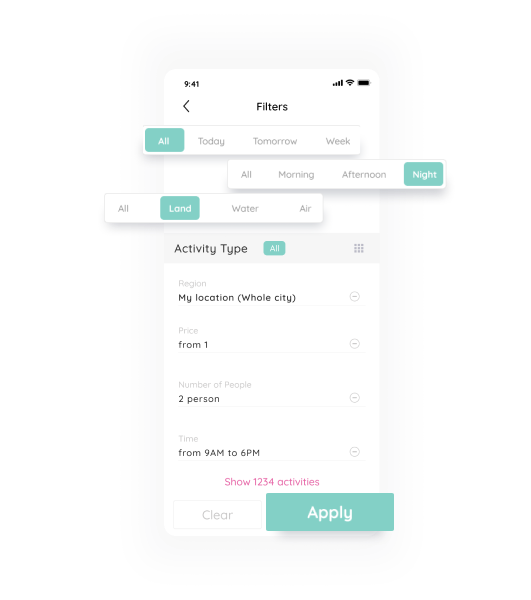 9:41
Filters
All Today Tomorrow Week
All Morning Afternoon Night
All Land Water Air
Activity Type All
Region
My location (Whole city)
Price
from 1
Number of People
2 person
Time
from 9AM to 6PM
Show 1234 activities
Clear Apply